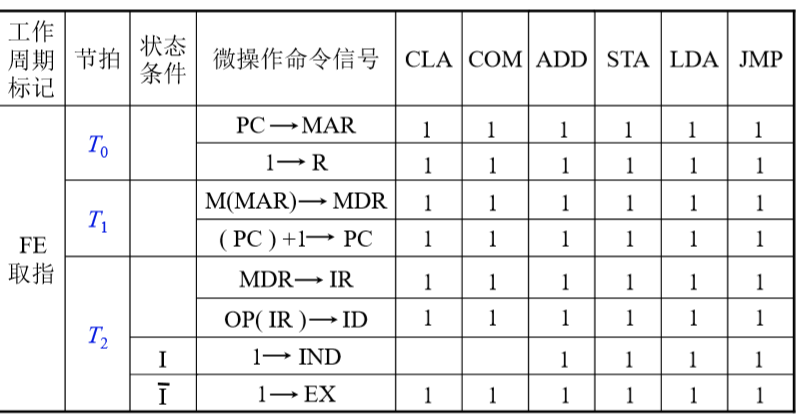 工作周期标记 节拍 状态条件 微操作命令信号 CLA COM ADD STA LDA JMP
FE 取指 T0 PC→MAR 1 1 1 1 1 1
1→R 1 1 1 1 1 1
T1 M(MAR)→MDR 1 1 1 1 1 1
( PC ) +1→ PC 1 1 1 1 1 1
T2 MDR→IR 1 1 1 1 1 1
OP( IR )→ID 1 1 1 1 1 1
I 1→IND 1 1 1 1
Ī 1→EX 1 1 1 1 1 1